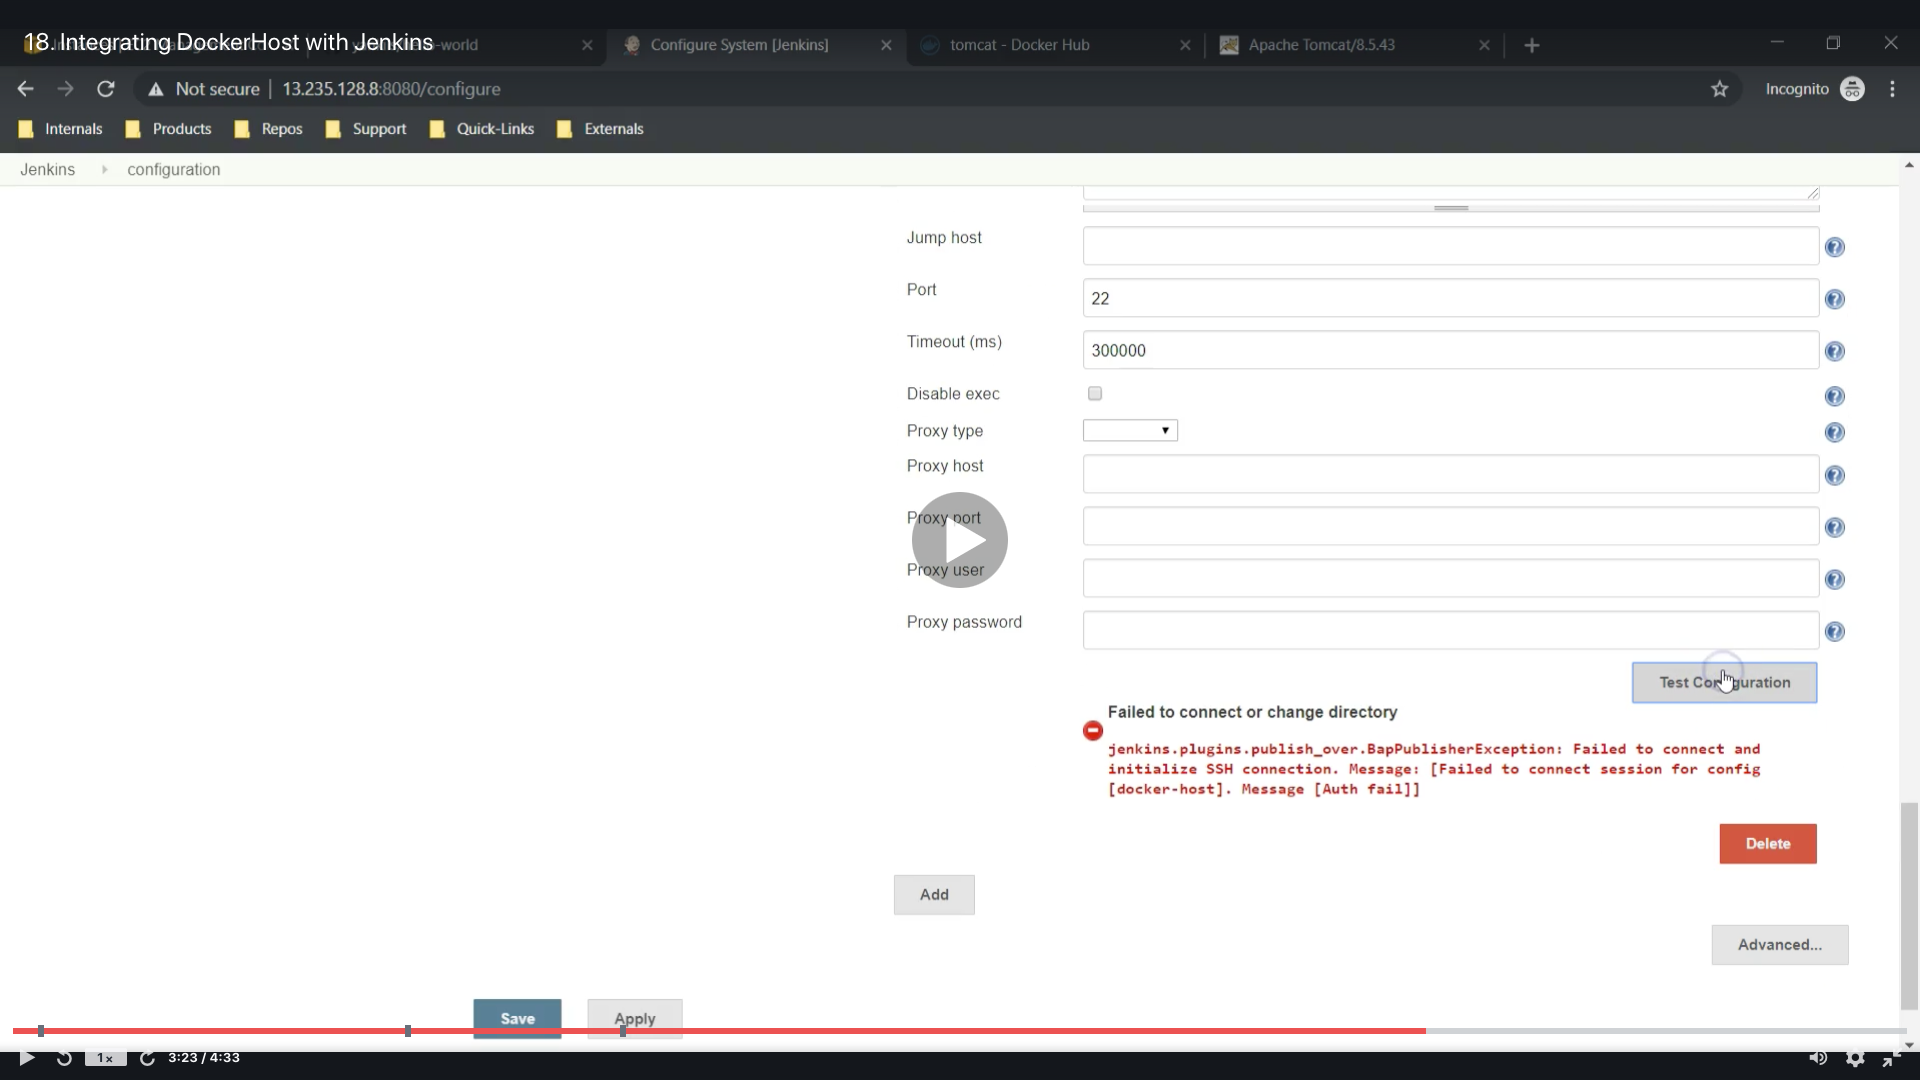 18. Integrating DockerHost with Jenkins
-world
Configure System [Jenkins]
tomcat - Docker Hub
Apache Tomcat/8.5.43
Not secure | 13.235.128.8:8080/configure
Incognito
Internals
Products
Repos
Support
Quick-Links
Externals
Jenkins
configuration
Jump host
Port
22
Timeout (ms)
300000
Disable exec
Proxy type
Proxy host
Proxy port
Proxy user
Proxy password
Test Configuration
Failed to connect or change directory
jenkins.plugins.publish_over.BapPublisherException: Failed to connect and
initialize SSH connection. Message: [Failed to connect session for config
[docker-host]. Message [Auth fail]]
Delete
Add
Advanced...
Save
Apply
1x
3:23 / 4:33